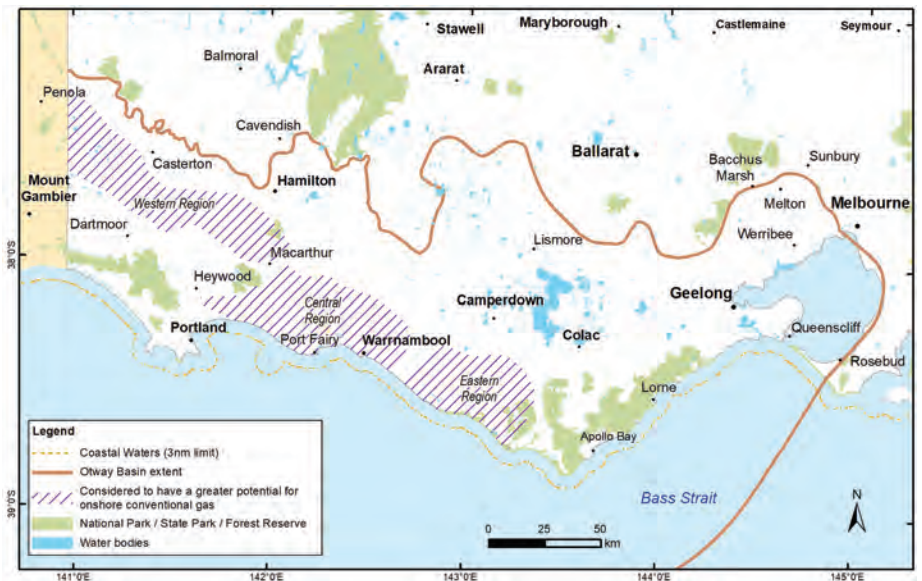 Maryborough
Castlemaine
Seymour
Stawell
Balmoral
Ararat
Penola
Cavendish
Ballarat
Bacchus
Marsh
Sunbury
Casterton
Mount
Gambier
Hamilton
Western Region
Melton
Melbourne
Dartmoor
Werribee
38°0'S
Lismore
Macarthur
Heywood
Camperdown
Geelong
Central
Region
Portland
Port Fairy
Warrnambool
Colac
Queenscliff
Rosebud
Eastern
Region
Lorne
Apollo Bay
Legend
Coastal Waters (3nm limit)
Otway Basin extent
Considered to have a greater potential for
onshore conventional gas
National Park / State Park / Forest Reserve
Water bodies
39°0'S
Bass Strait
N
0 25 50
km
141°0'E 142°0'E 143°0'E 144°0'E 145°0'E